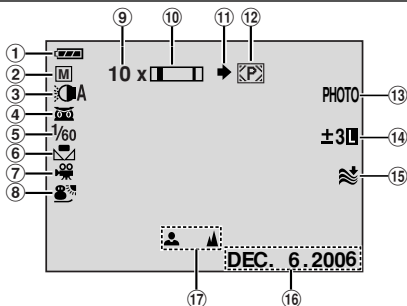 ⑨ ⑩ ⑪ ⑫
①
② M 10 x P
③ A PHOTO ⑬
④
⑤ 1/60 ±3L ⑭
⑥
⑦ ⑮
⑧
DEC. 6.2006
⑰ ⑯